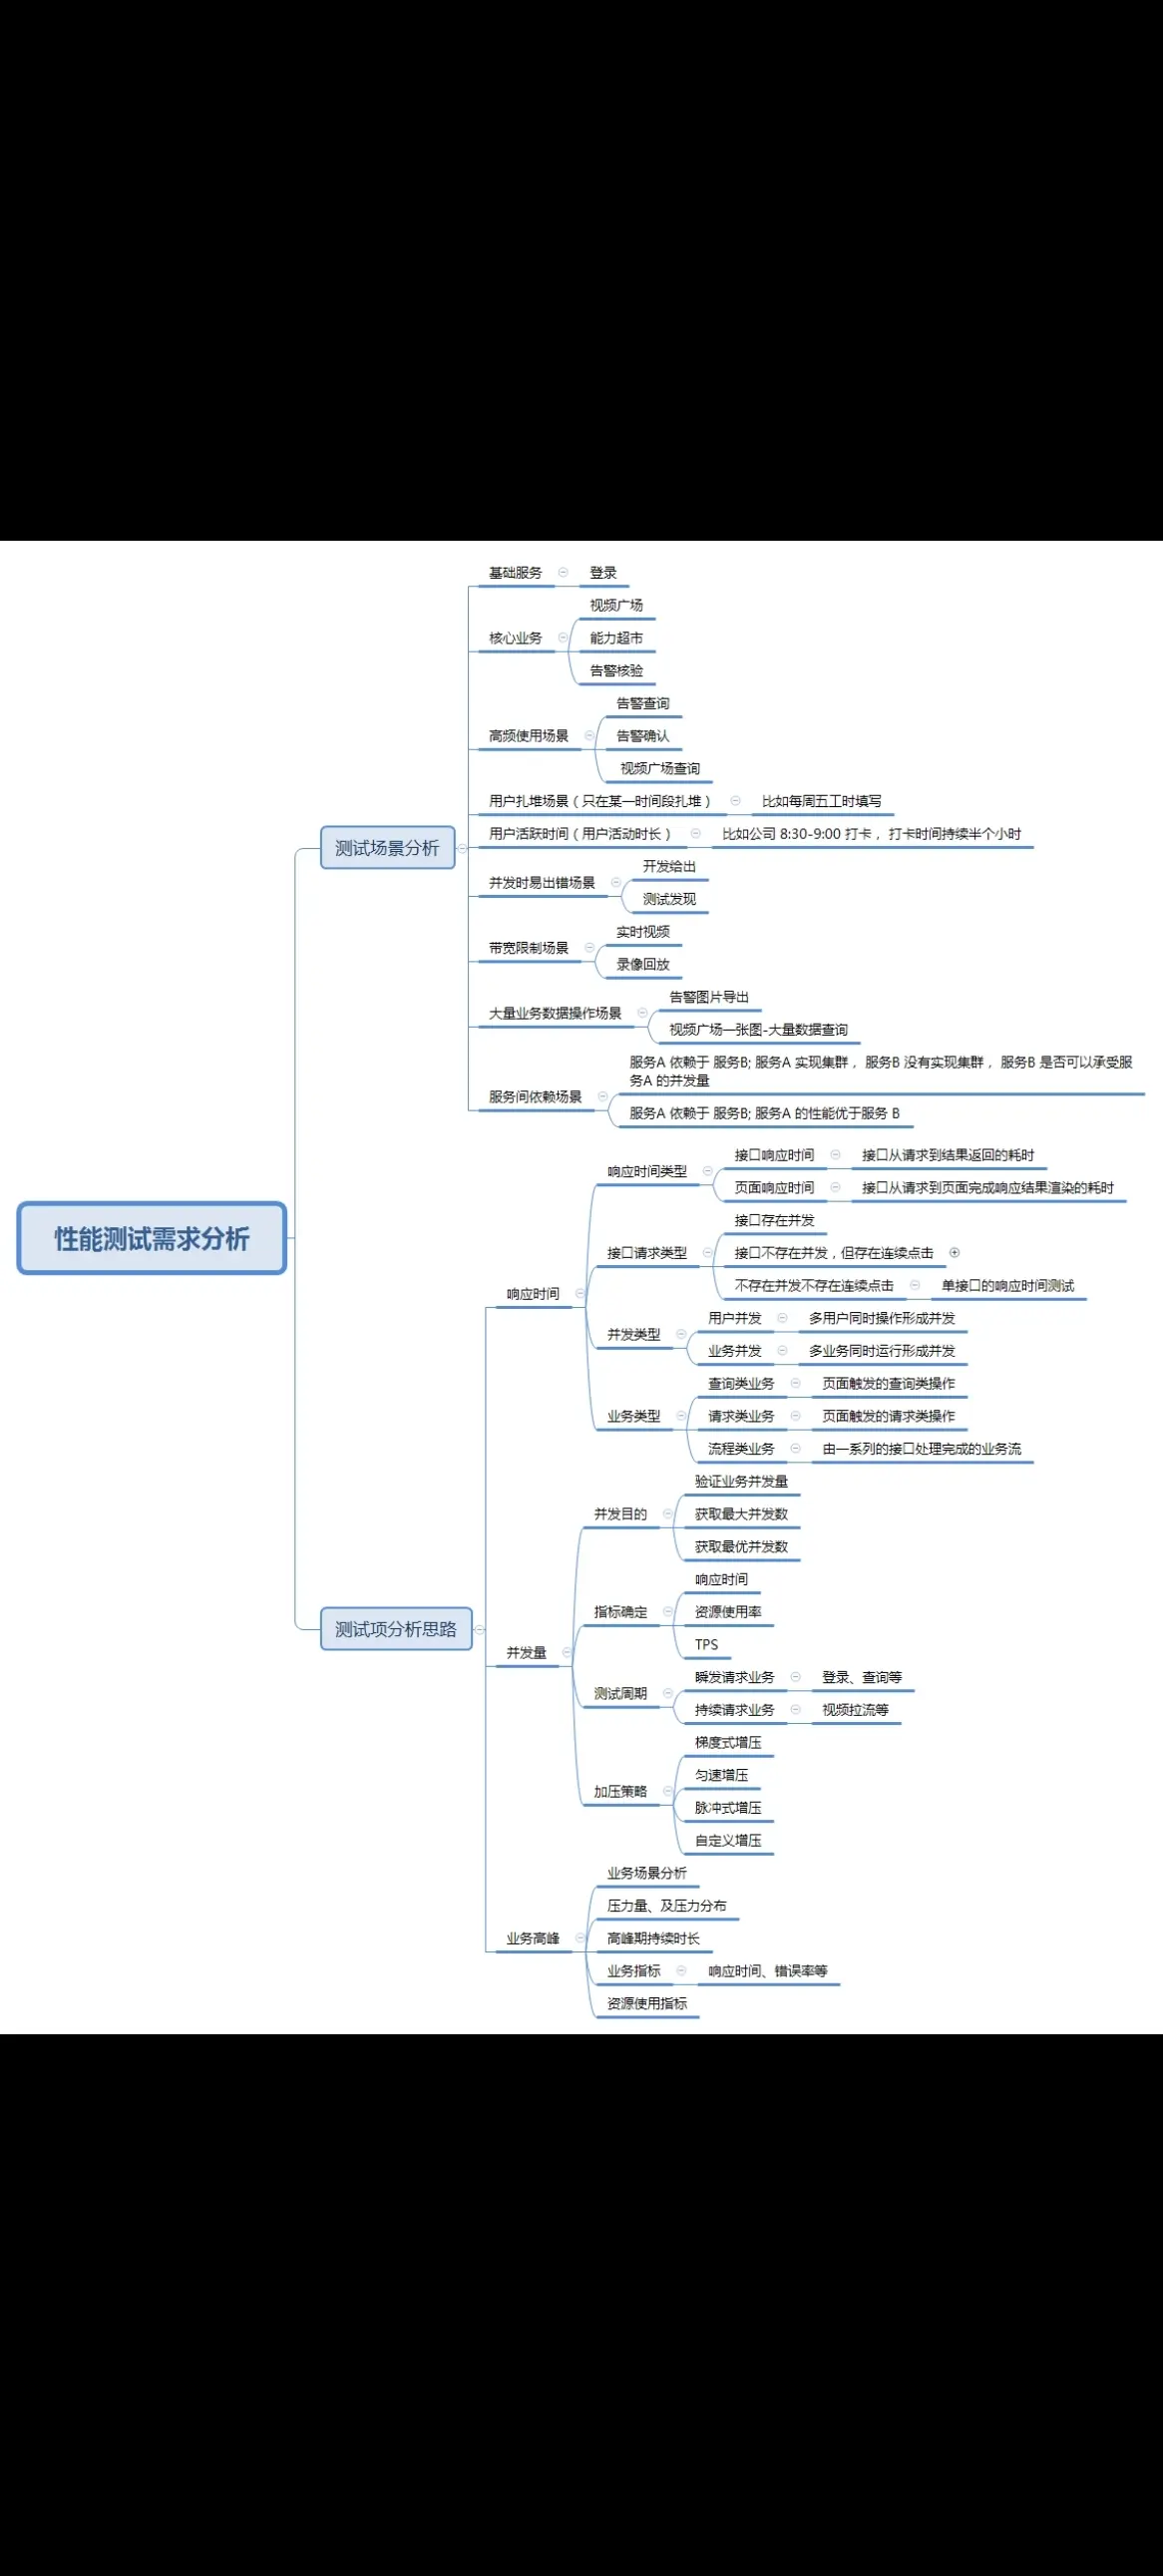 性能测试需求分析
测试场景分析
基础服务
登录
核心业务
视频广场
能力超市
告警核验
高频使用场景
告警查询
告警确认
视频广场查询
用户扎堆场景（只在某一时间段扎堆）
比如每周五工时填写
用户活跃时间（用户活动时长）
比如公司 8:30-9:00 打卡， 打卡时间持续半个小时
并发时易出错场景
开发给出
测试发现
带宽限制场景
实时视频
录像回放
大量业务数据操作场景
告警图片导出
视频广场一张图-大量数据查询
服务间依赖场景
服务A 依赖于 服务B; 服务A 实现集群， 服务B 没有实现集群， 服务B 是否可以承受服
务A 的并发量
服务A 依赖于 服务B; 服务A 的性能优于服务 B
测试项分析思路
响应时间
响应时间类型
接口响应时间
接口从请求到结果返回的耗时
页面响应时间
接口从请求到页面完成响应结果渲染的耗时
接口请求类型
接口存在并发
接口不存在并发，但存在连续点击
不存在并发不存在连续点击
单接口的响应时间测试
并发类型
用户并发
多用户同时操作形成并发
业务并发
多业务同时运行形成并发
业务类型
查询类业务
页面触发的查询类操作
请求类业务
页面触发的请求类操作
流程类业务
由一系列的接口处理完成的业务流
并发量
并发目的
验证业务并发量
获取最大并发数
获取最优并发数
指标确定
响应时间
资源使用率
TPS
测试周期
瞬发请求业务
登录、查询等
持续请求业务
视频拉流等
加压策略
梯度式增压
匀速增压
脉冲式增压
自定义增压
业务高峰
业务场景分析
压力量、及压力分布
高峰期持续时长
业务指标
响应时间、错误率等
资源使用指标